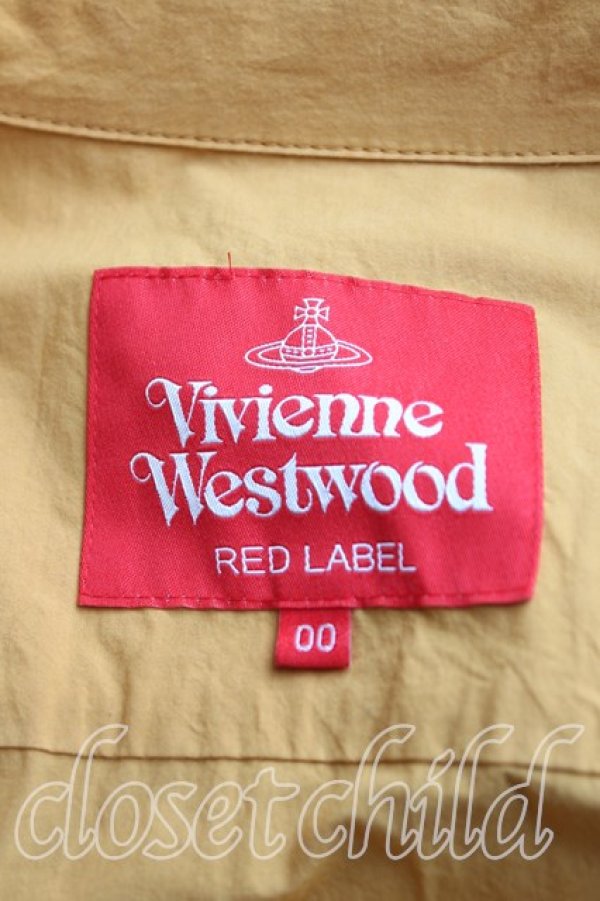 Vivienne
Westwood
RED LABEL
00
closet child